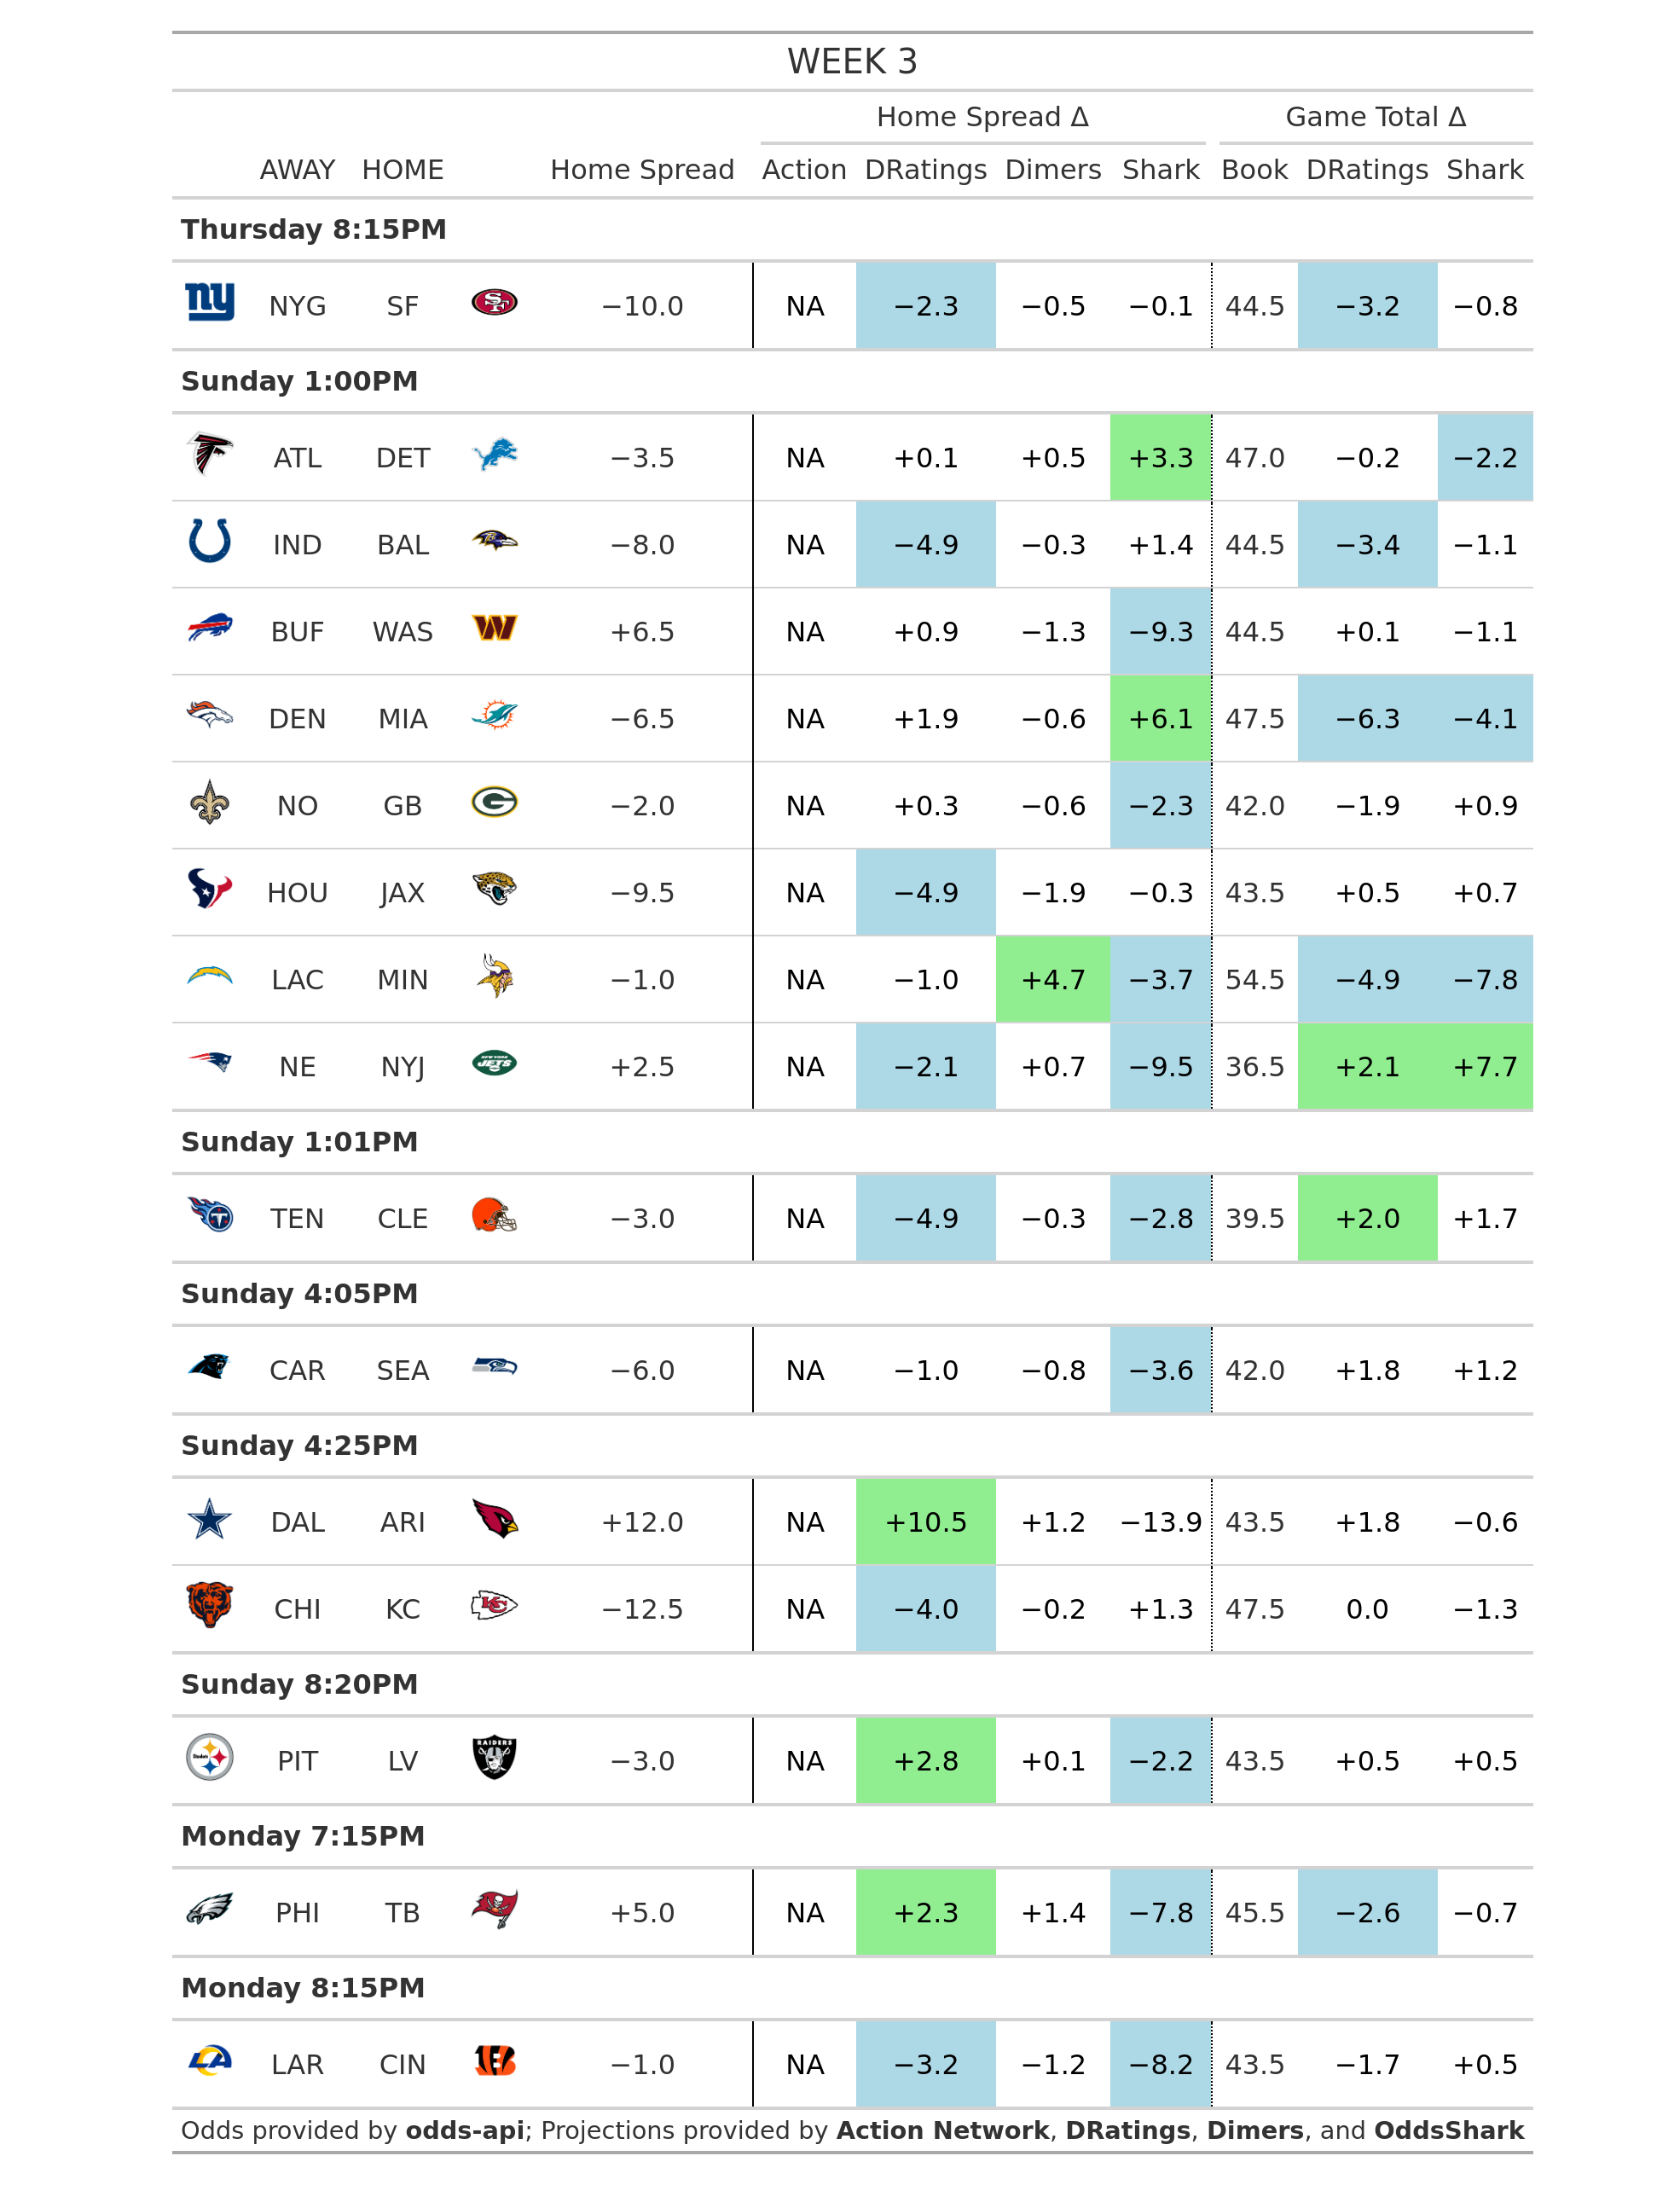 WEEK 3
Home Spread Δ Game Total Δ
AWAY HOME Home Spread Action DRatings Dimers Shark Book DRatings Shark
Thursday 8:15PM
NYG SF −10.0 NA −2.3 −0.5 −0.1 44.5 −3.2 −0.8
Sunday 1:00PM
ATL DET −3.5 NA +0.1 +0.5 +3.3 47.0 −0.2 −2.2
IND BAL −8.0 NA −4.9 −0.3 +1.4 44.5 −3.4 −1.1
BUF WAS +6.5 NA +0.9 −1.3 −9.3 44.5 +0.1 −1.1
DEN MIA −6.5 NA +1.9 −0.6 +6.1 47.5 −6.3 −4.1
NO GB −2.0 NA +0.3 −0.6 −2.3 42.0 −1.9 +0.9
HOU JAX −9.5 NA −4.9 −1.9 −0.3 43.5 +0.5 +0.7
LAC MIN −1.0 NA −1.0 +4.7 −3.7 54.5 −4.9 −7.8
NE NYJ +2.5 NA −2.1 +0.7 −9.5 36.5 +2.1 +7.7
Sunday 1:01PM
TEN CLE −3.0 NA −4.9 −0.3 −2.8 39.5 +2.0 +1.7
Sunday 4:05PM
CAR SEA −6.0 NA −1.0 −0.8 −3.6 42.0 +1.8 +1.2
Sunday 4:25PM
DAL ARI +12.0 NA +10.5 +1.2 −13.9 43.5 +1.8 −0.6
CHI KC −12.5 NA −4.0 −0.2 +1.3 47.5 0.0 −1.3
Sunday 8:20PM
PIT LV −3.0 NA +2.8 +0.1 −2.2 43.5 +0.5 +0.5
Monday 7:15PM
PHI TB +5.0 NA +2.3 +1.4 −7.8 45.5 −2.6 −0.7
Monday 8:15PM
LAR CIN −1.0 NA −3.2 −1.2 −8.2 43.5 −1.7 +0.5
Odds provided by odds-api; Projections provided by Action Network, DRatings, Dimers, and OddsShark